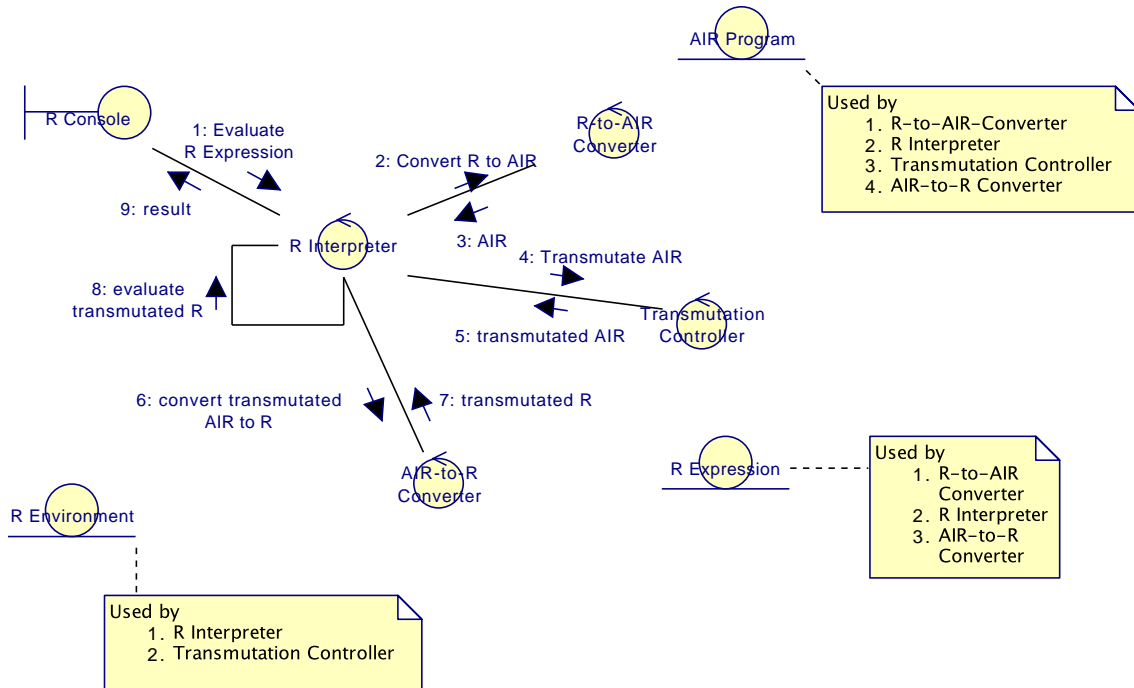 AIR Program
Used by
1. R-to-AIR-Converter
2. R Interpreter
3. Transmutation Controller
4. AIR-to-R Converter
R Console
1: Evaluate
R Expression
9: result
R-to-AIR
Converter
2: Convert R to AIR
3: AIR
R Interpreter
4: Transmutate AIR
5: transmutated AIR
Transmutation
Controller
8: evaluate
transmutated R
6: convert transmutated
AIR to R
7: transmutated R
AIR-to-R
Converter
R Expression
Used by
1. R-to-AIR
Converter
2. R Interpreter
3. AIR-to-R
Converter
R Environment
Used by
1. R Interpreter
2. Transmutation Controller